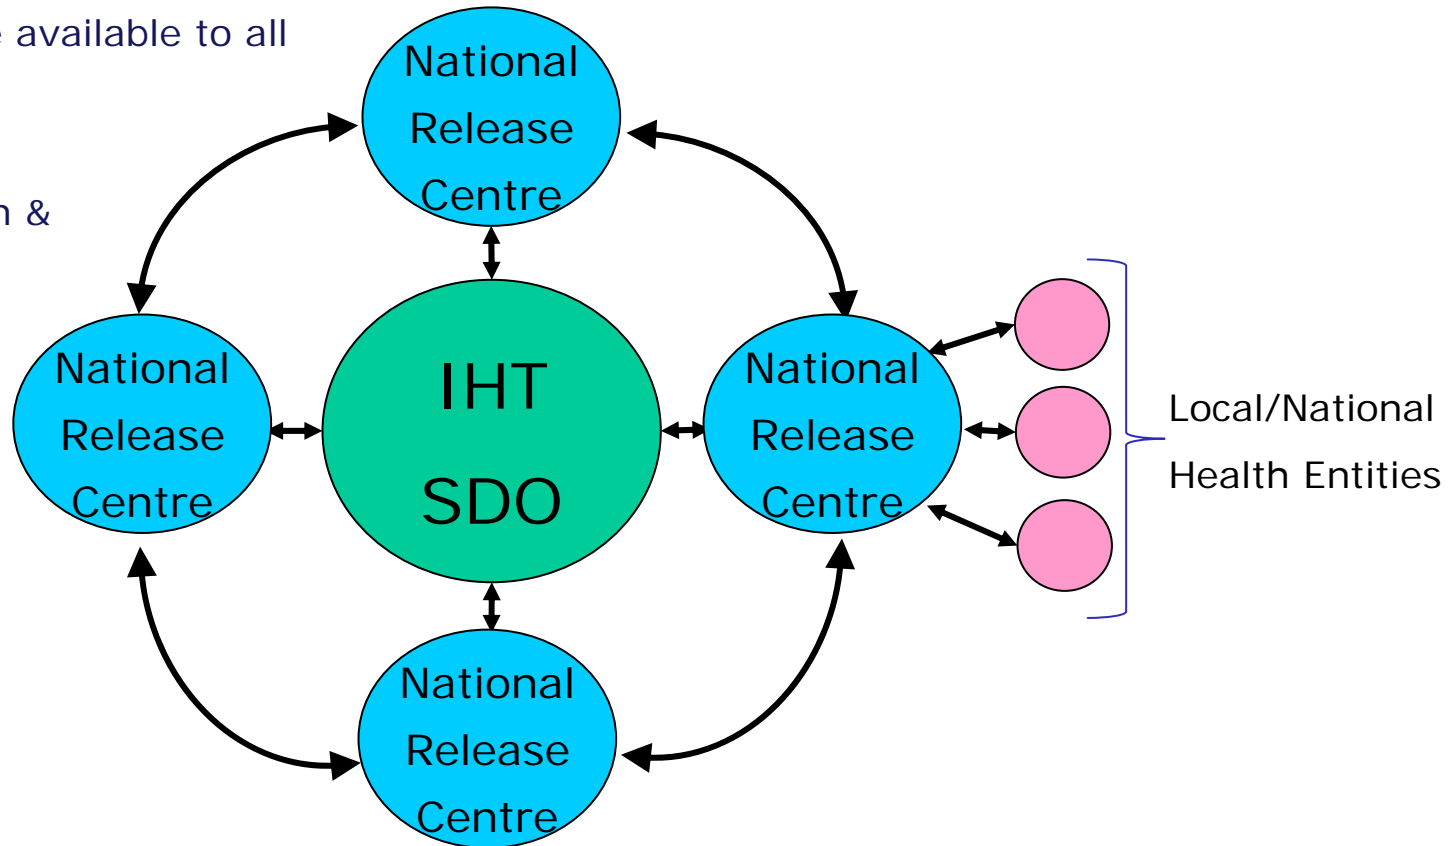 available to all
National
Release
Centre
&
National
Release
Centre
IHT
SDO
National
Release
Centre
Local/National
Health Entities
National
Release
Centre